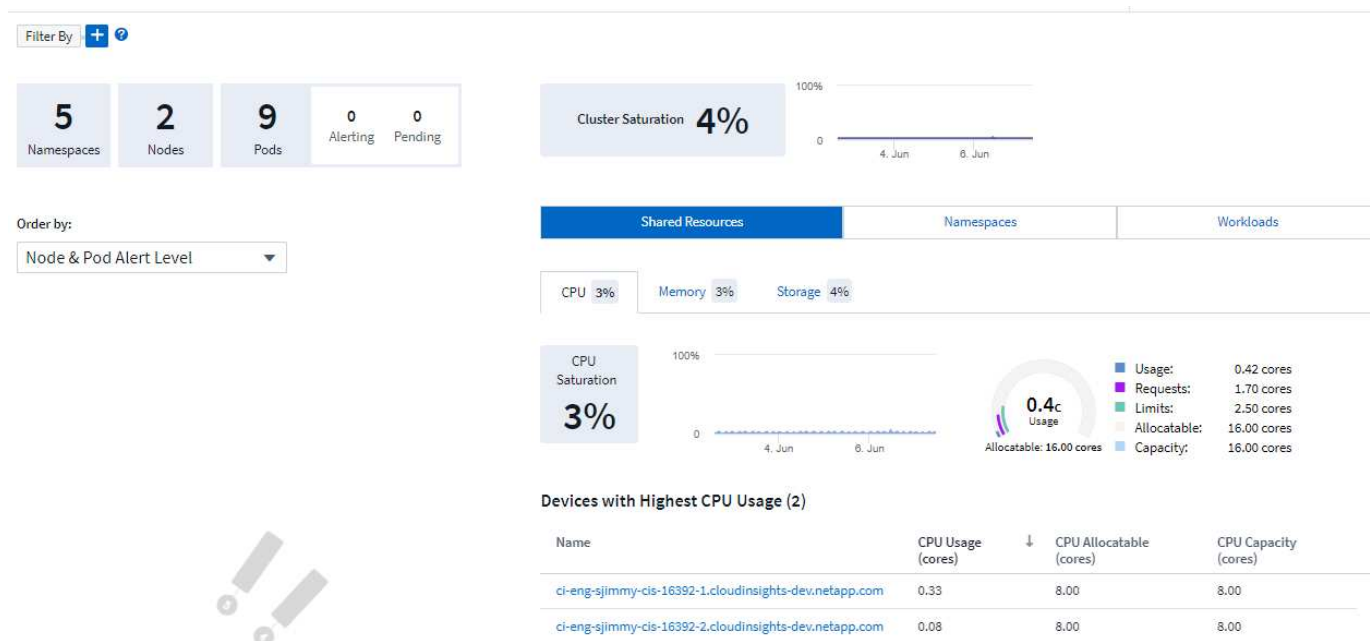 Filter By + ?
5 2 9 0 0
Namespaces Nodes Pods Alerting Pending
Cluster Saturation 4%
100%
0
4. Jun 6. Jun
Order by:
Node & Pod Alert Level
Shared Resources Namespaces Workloads
CPU 3% Memory 3% Storage 4%
CPU
Saturation
3%
100%
0
4. Jun 6. Jun
0.4c
Usage
Allocatable: 16.00 cores
Usage: 0.42 cores
Requests: 1.70 cores
Limits: 2.50 cores
Allocatable: 16.00 cores
Capacity: 16.00 cores
Devices with Highest CPU Usage (2)
Name CPU Usage ↓ CPU Allocatable CPU Capacity
(cores) (cores) (cores)
ci-eng-sjimmy-cis-16392-1.cloudinsights-dev.netapp.com 0.33 8.00 8.00
ci-eng-sjimmy-cis-16392-2.cloudinsights-dev.netapp.com 0.08 8.00 8.00